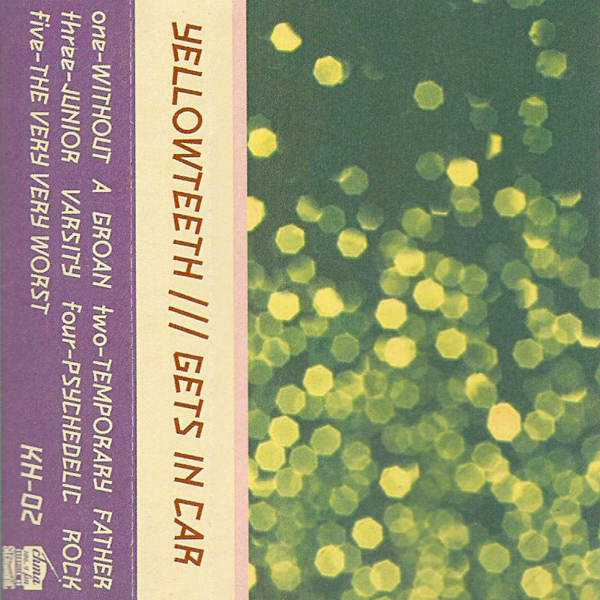 YELLOWTEETH /// GETS IN CAR
one-WITHOUT A GROAN two-TEMPORARY FATHER
three-JUNIOR VARSITY four-PSYCHEDELIC ROCK
five-THE VERY VERY WORST
KH-02